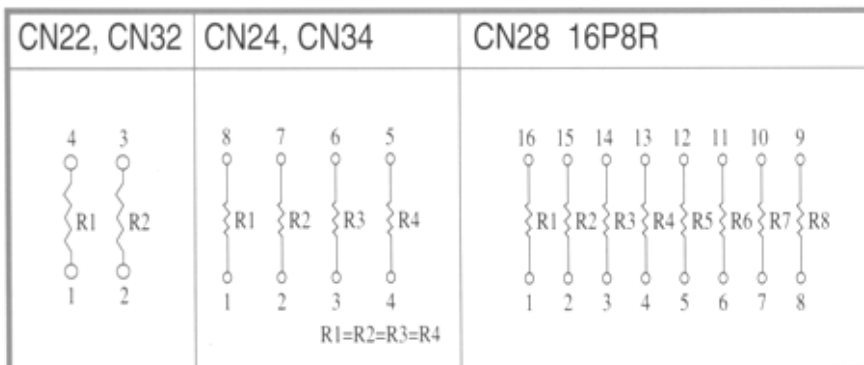 CN22, CN32
4 3
R1 R2
1 2
CN24, CN34
8 7 6 5
R1 R2 R3 R4
1 2 3 4
R1=R2=R3=R4
CN28 16P8R
16 15 14 13 12 11 10 9
R1 R2 R3 R4 R5 R6 R7 R8
1 2 3 4 5 6 7 8